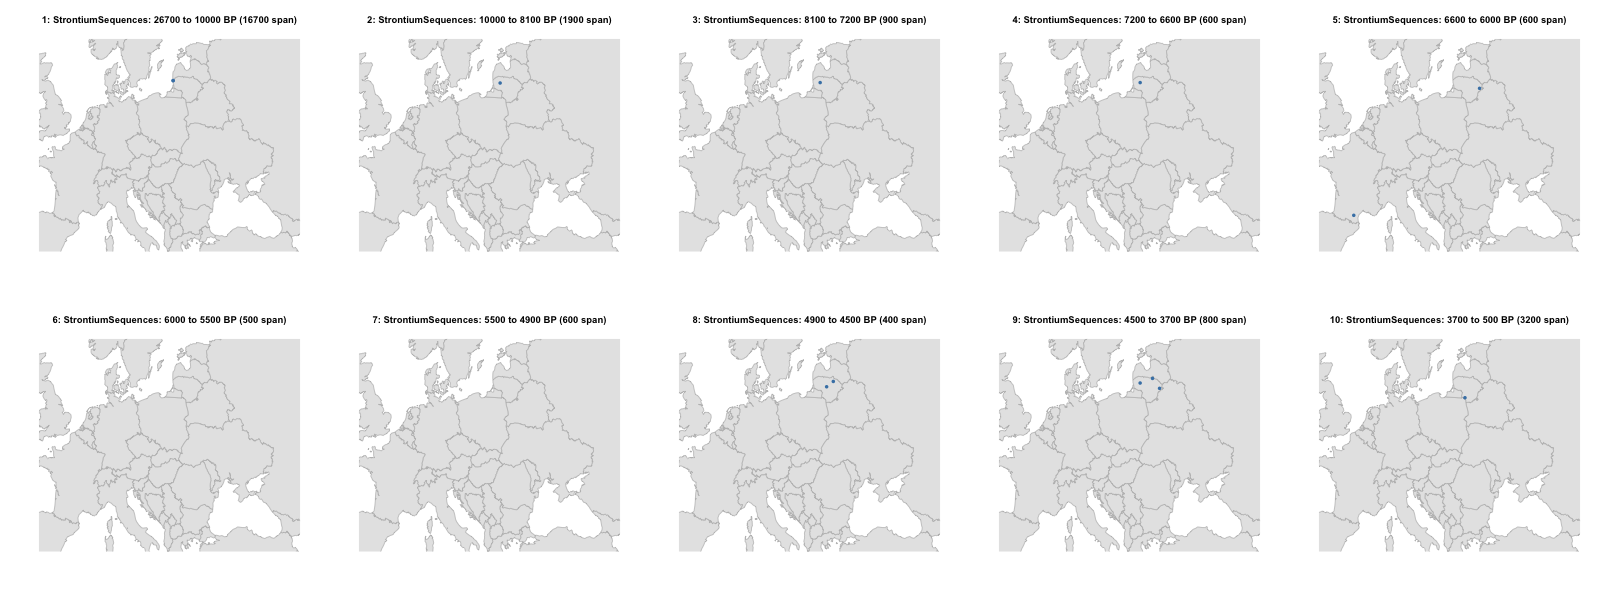 1: StrontiumSequences: 26700 to 10000 BP (16700 span)
2: StrontiumSequences: 10000 to 8100 BP (1900 span)
3: StrontiumSequences: 8100 to 7200 BP (900 span)
4: StrontiumSequences: 7200 to 6600 BP (600 span)
5: StrontiumSequences: 6600 to 6000 BP (600 span)
6: StrontiumSequences: 6000 to 5500 BP (500 span)
7: StrontiumSequences: 5500 to 4900 BP (600 span)
8: StrontiumSequences: 4900 to 4500 BP (400 span)
9: StrontiumSequences: 4500 to 3700 BP (800 span)
10: StrontiumSequences: 3700 to 500 BP (3200 span)